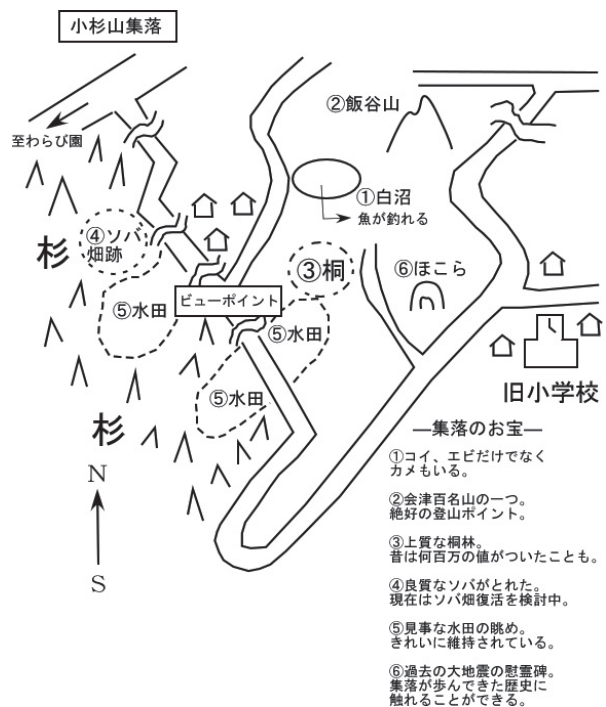 小杉山集落
至わらび園
②飯谷山
①白沼
魚が釣れる
④ソバ
畑跡
杉
③桐
⑥ほこら
ビューポイント
⑤水田
⑤水田
⑤水田
旧小学校
杉
N
S
―集落のお宝―
①コイ、エビだけでなく
カメもいる。
②会津百名山の一つ。
絶好の登山ポイント。
③上質な桐林。
昔は何百万の値がついたことも。
④良質なソバがとれた。
現在はソバ畑復活を検討中。
⑤見事な水田の眺め。
きれいに維持されている。
⑥過去の大地震の慰霊碑。
集落が歩んできた歴史に
触れることができる。